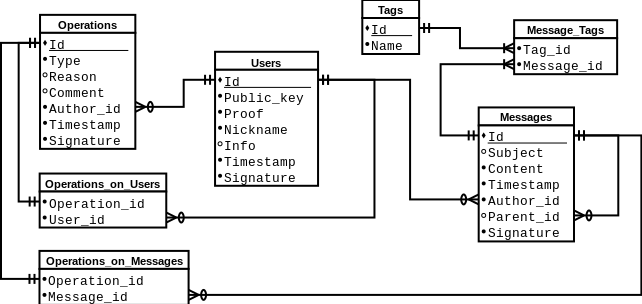 Operations
Id
Type
Reason
Comment
Author_id
Timestamp
Signature
Operations_on_Users
Operation_id
User_id
Operations_on_Messages
Operation_id
Message_id
Users
Id
Public_key
Proof
Nickname
Info
Timestamp
Signature
Tags
Id
Name
Message_Tags
Tag_id
Message_id
Messages
Id
Subject
Content
Timestamp
Author_id
Parent_id
Signature